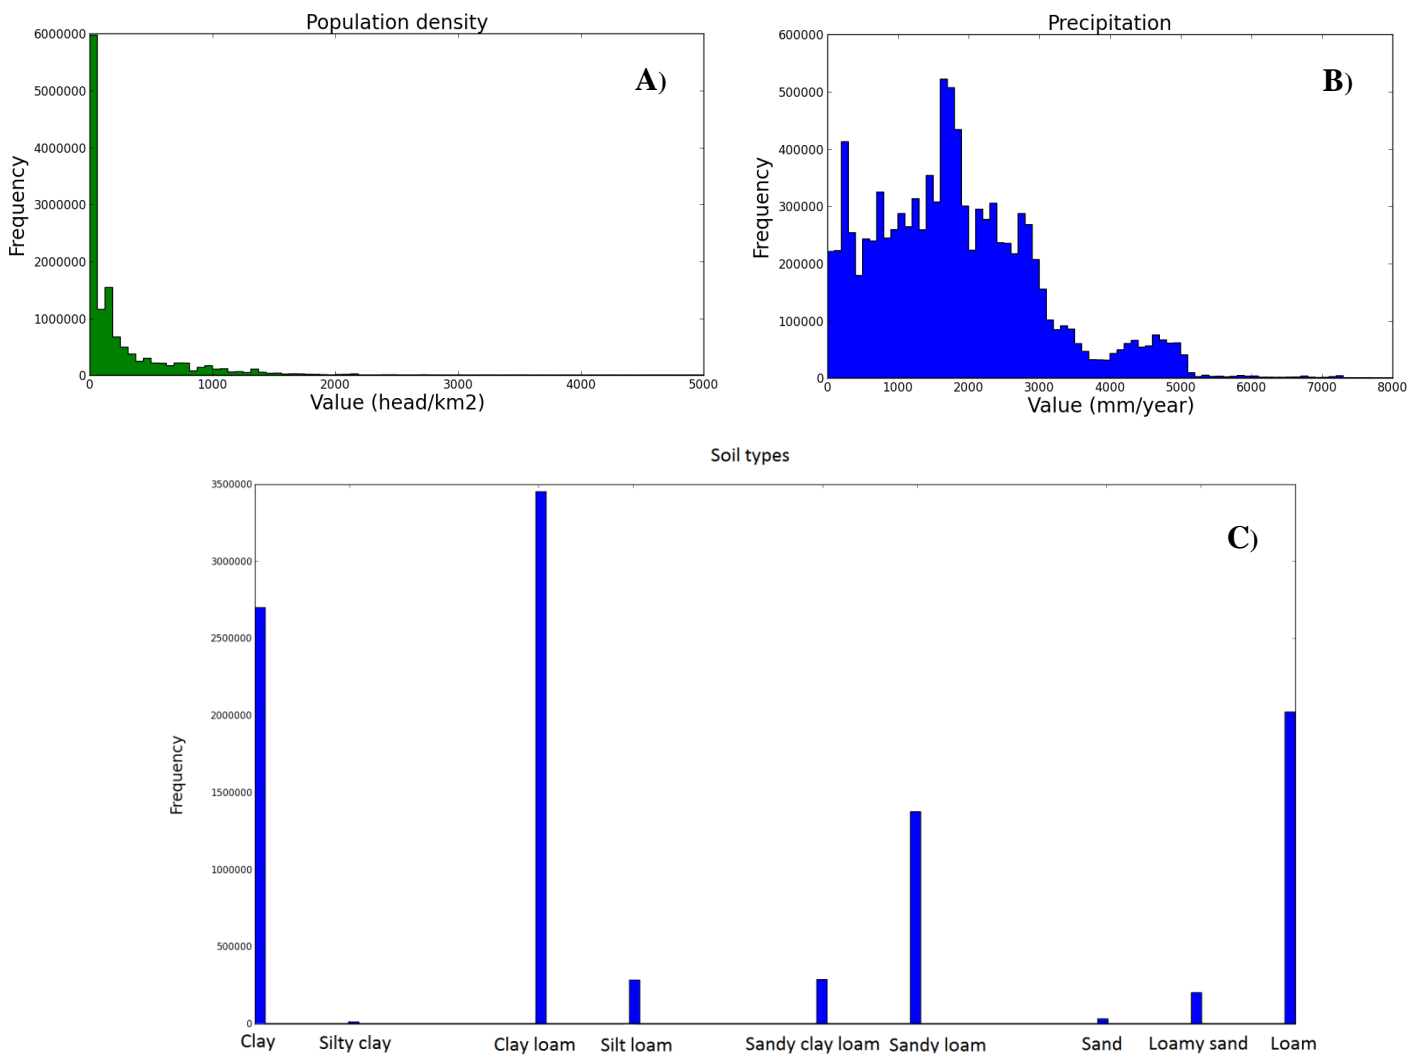 Population density
A)
6000000
5000000
4000000
3000000
2000000
1000000
0
Frequency
0 1000 2000 3000 4000 5000
Value (head/km2)
Precipitation
B)
600000
500000
400000
300000
200000
100000
0
Frequency
0 1000 2000 3000 4000 5000 6000 7000 8000
Value (mm/year)
Soil types
C)
3500000
3000000
2500000
2000000
1500000
1000000
500000
0
Frequency
Clay Silty clay Clay loam Silt loam Sandy clay loam Sandy loam Sand Loamy sand Loam